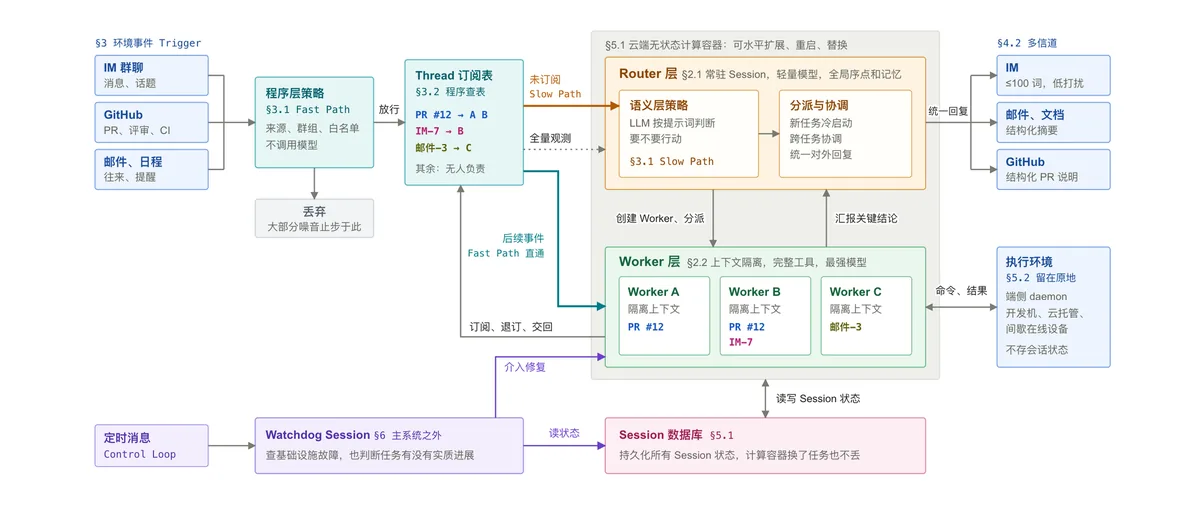 §3 环境事件 Trigger
IM 群聊
消息、话题
GitHub
PR、评审、CI
邮件、日程
往来、提醒
程序层策略
§3.1 Fast Path
来源、群组、白名单
不调用模型
放行
丢弃
大部分噪音止步于此
Thread 订阅表
§3.2 程序查表
PR #12 → A B
IM-7 → B
邮件-3 → C
其余：无人负责
未订阅
Slow Path
全量观测
后续事件
Fast Path 直通
订阅、退订、交回
§5.1 云端无状态计算容器：可水平扩展、重启、替换
Router 层 §2.1 常驻 Session，轻量模型，全局序点和记忆
语义层策略
LLM 按提示词判断
要不要行动
§3.1 Slow Path
分派与协调
新任务冷启动
跨任务协调
统一对外回复
创建 Worker、分派
汇报关键结论
Worker 层 §2.2 上下文隔离，完整工具，最强模型
Worker A
隔离上下文
PR #12
Worker B
隔离上下文
PR #12
IM-7
Worker C
隔离上下文
邮件-3
统一回复
§4.2 多信道
IM
≤100 词，低打扰
邮件、文档
结构化摘要
GitHub
结构化 PR 说明
命令、结果
执行环境
§5.2 留在原地
端侧 daemon
开发机、云托管、
间歇在线设备
不存会话状态
介入修复
读写 Session 状态
定时消息
Control Loop
Watchdog Session §6 主系统之外
查基础设施故障，也判断任务有没有实质进展
读状态
Session 数据库 §5.1
持久化所有 Session 状态，计算容器换了任务也不丢